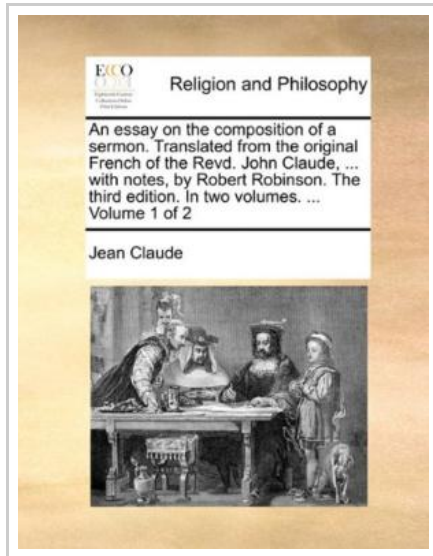 ECCO
Religion and Philosophy
An essay on the composition of a
sermon. Translated from the original
French of the Revd. John Claude, ...
with notes, by Robert Robinson. The
third edition. In two volumes. ...
Volume 1 of 2
Jean Claude